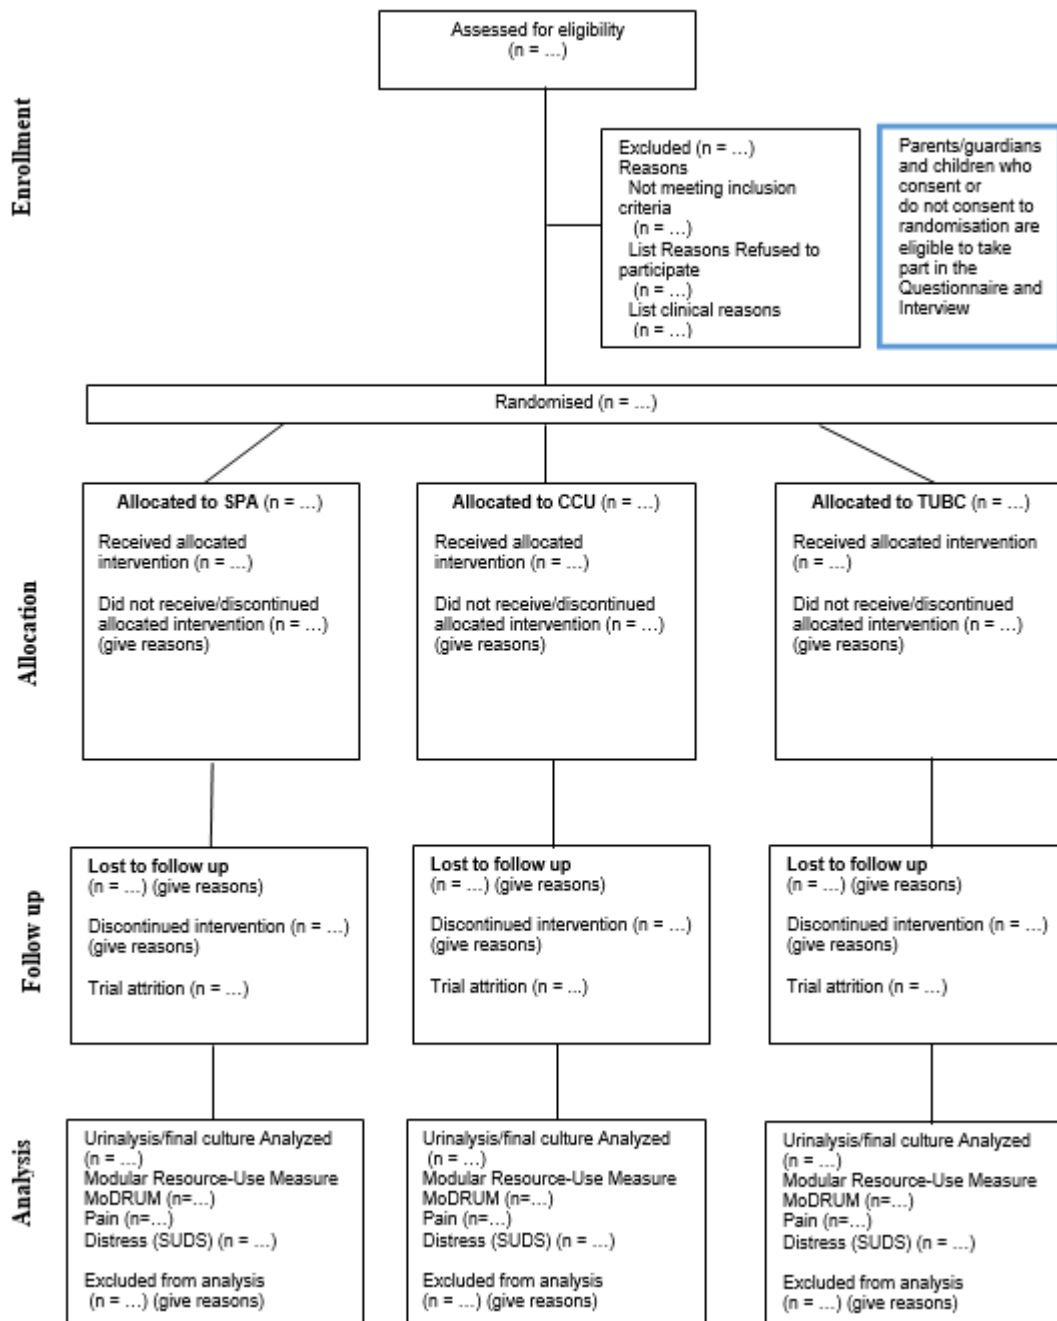 Assessed for eligibility
(n = …)
Enrollment
Excluded (n = …)
Reasons
Not meeting inclusion
criteria
(n = …)
List Reasons Refused to
participate
(n = …)
List clinical reasons
(n = …)
Parents/guardians
and children who
consent or
do not consent to
randomisation are
eligible to take
part in the
Questionnaire and
Interview
Randomised (n = …)
Allocation
Allocated to SPA (n = …)
Received allocated
intervention (n = …)
Did not receive/discontinued
allocated intervention (n = …)
(give reasons)
Allocated to CCU (n = …)
Received allocated
intervention (n = …)
Did not receive/discontinued
allocated intervention (n = …)
(give reasons)
Allocated to TUBC (n = …)
Received allocated intervention
(n = …)
Did not receive/discontinued
allocated intervention (n = …)
(give reasons)
Follow up
Lost to follow up
(n = …) (give reasons)
Discontinued intervention (n = …)
(give reasons)
Trial attrition (n = …)
Lost to follow up
(n = …) (give reasons)
Discontinued intervention (n = …)
(give reasons)
Trial attrition (n = ...)
Lost to follow up
(n = …) (give reasons)
Discontinued intervention (n = …)
(give reasons)
Trial attrition (n = …)
Analysis
Urinalysis/final culture Analyzed
(n = …)
Modular Resource-Use Measure
MoDRUM (n=…)
Pain (n=…)
Distress (SUDS) (n = …)
Excluded from analysis
(n = …) (give reasons)
Urinalysis/final culture Analyzed
(n = …)
Modular Resource-Use Measure
MoDRUM (n=…)
Pain (n=…)
Distress (SUDS) (n = …)
Excluded from analysis
(n = …) (give reasons)
Urinalysis/final culture Analyzed
(n = …)
Modular Resource-Use Measure
MoDRUM (n=…)
Pain (n=…)
Distress (SUDS) (n = …)
Excluded from analysis
(n = …) (give reasons)